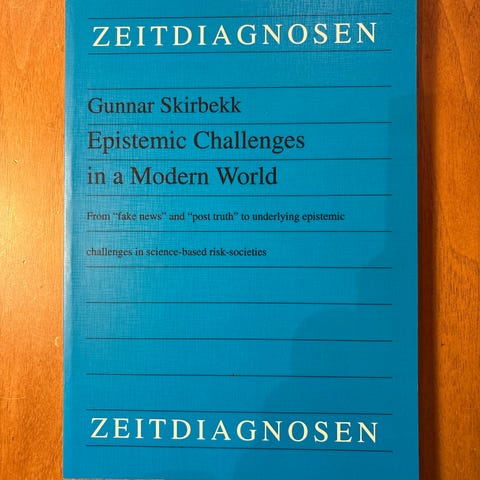 ZEITDIAGNOSEN
Gunnar Skirbekk
Epistemic Challenges
in a Modern World
From “fake news” and “post truth” to underlying epistemic
challenges in science-based risk-societies
ZEITDIAGNOSEN